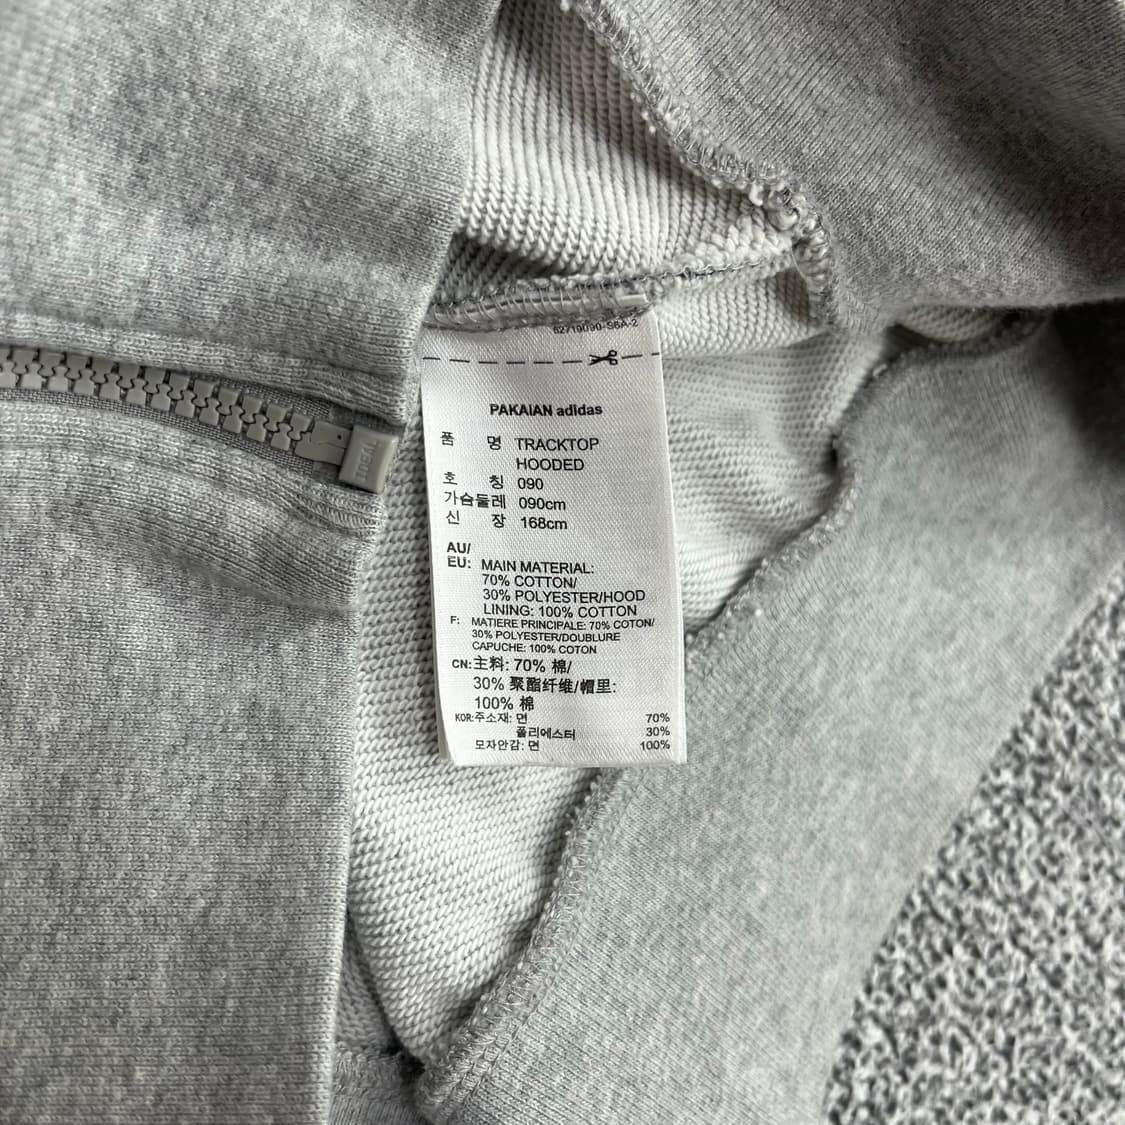 62719090-S6A-2
PAKAIAN adidas
품 명 TRACKTOP
HOODED
호 칭 090
가슴둘레 090cm
신 장 168cm
AU/
EU: MAIN MATERIAL:
70% COTTON/
30% POLYESTER/HOOD
LINING: 100% COTTON
F: MATIERE PRINCIPALE: 70% COTON/
30% POLYESTER/DOUBLURE
CAPUCHE: 100% COTON
CN:主料: 70% 棉/
30% 聚酯纤维/帽里:
100% 棉
KOR:주소재: 면 70%
폴리에스터 30%
모자안감: 면 100%
IDEAL